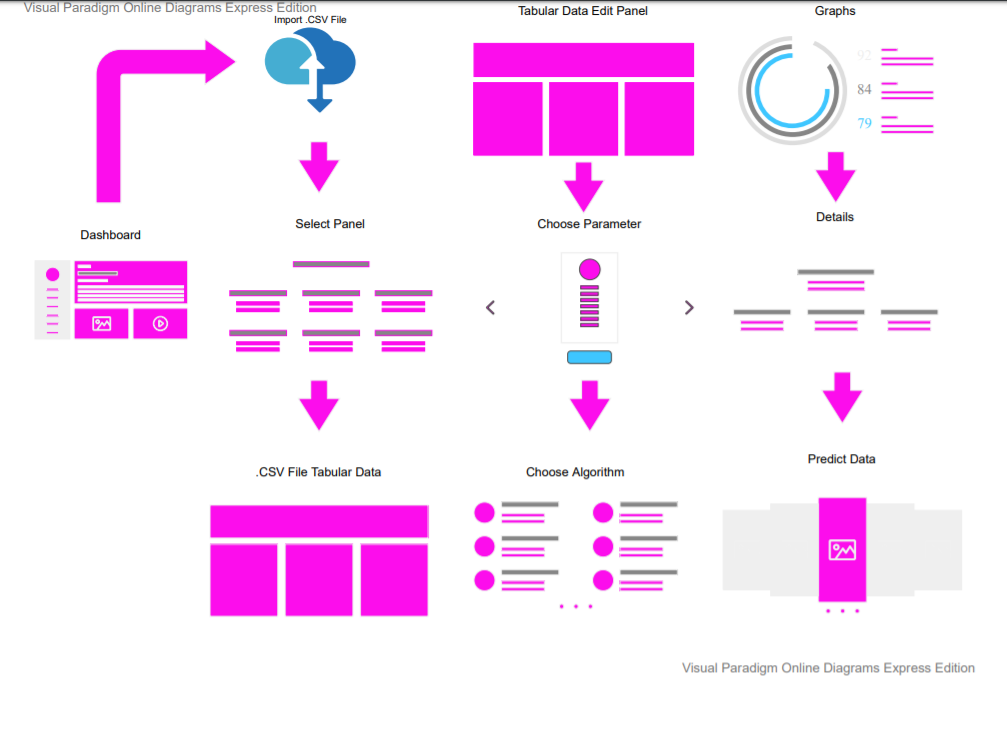 Visual Paradigm Online Diagrams Express Edition
Import .CSV File
Tabular Data Edit Panel
Graphs
92
84
79
Dashboard
Select Panel
Choose Parameter
Details
.CSV File Tabular Data
Choose Algorithm
Predict Data
Visual Paradigm Online Diagrams Express Edition